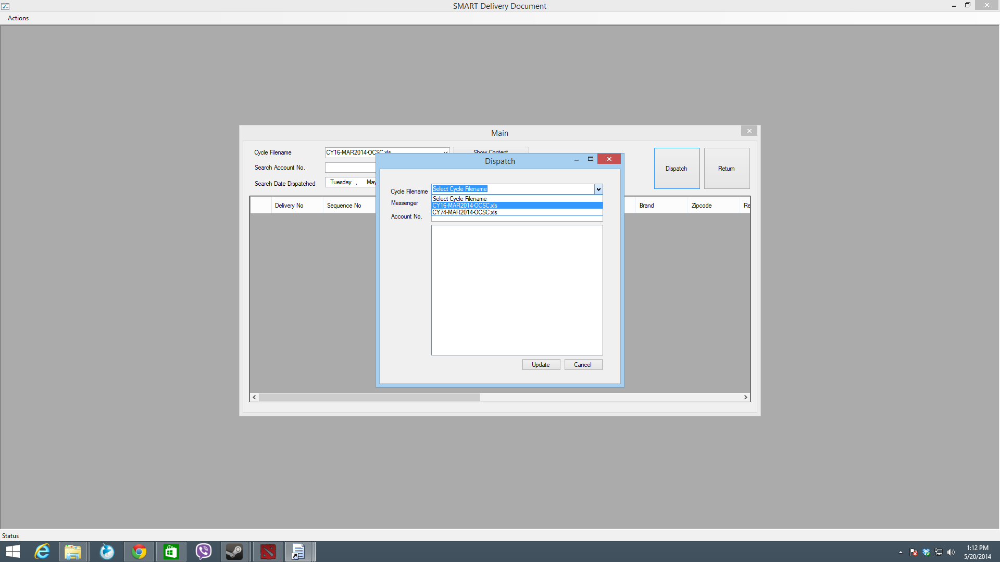 SMART Delivery Document
Actions
Main
Cycle Filename
CY16-MAR2014-OCSC.xls
Show Content
Search Account No.
Search Date Dispatched
Tuesday , May
Dispatch
Return
Delivery No
Sequence No
Brand
Zipcode
Re
Dispatch
Cycle Filename
Select Cycle Filename
Select Cycle Filename
CY16-MAR2014-OCSC.xls
CY74-MAR2014-OCSC.xls
Messenger
Account No.
Update
Cancel
Status
1:12 PM
5/20/2014